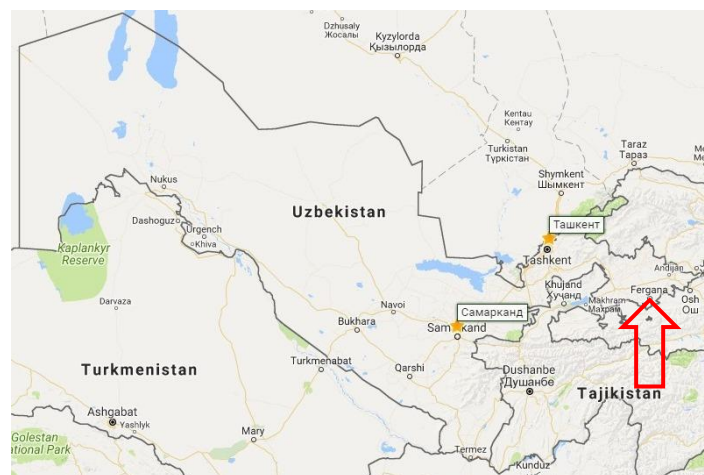 Dzhusaly
Жосалы
Kyzylorda
Қызылорда
Kentau
Кентау
Turkistan
Түркістан
Taraz
Тараз
Shymkent
Шымкент
Nukus
Uzbekistan
Dashoguz
Urgench
Khiva
Kaplankyr
Reserve
Ташкент
Tashkent
Andijan
Khujand
Хуҷанд
Fergana
Osh
Ош
Makhram
Махрам
Darvaza
Navoi
Самарканд
Bukhara
Turkmenabat
Qarshi
Dushanbe
Душанбе
Turkmenistan
Tajikistan
Ashgabat
Yashlyk
Mary
Golestan
ational Park
Termez
Kunduz